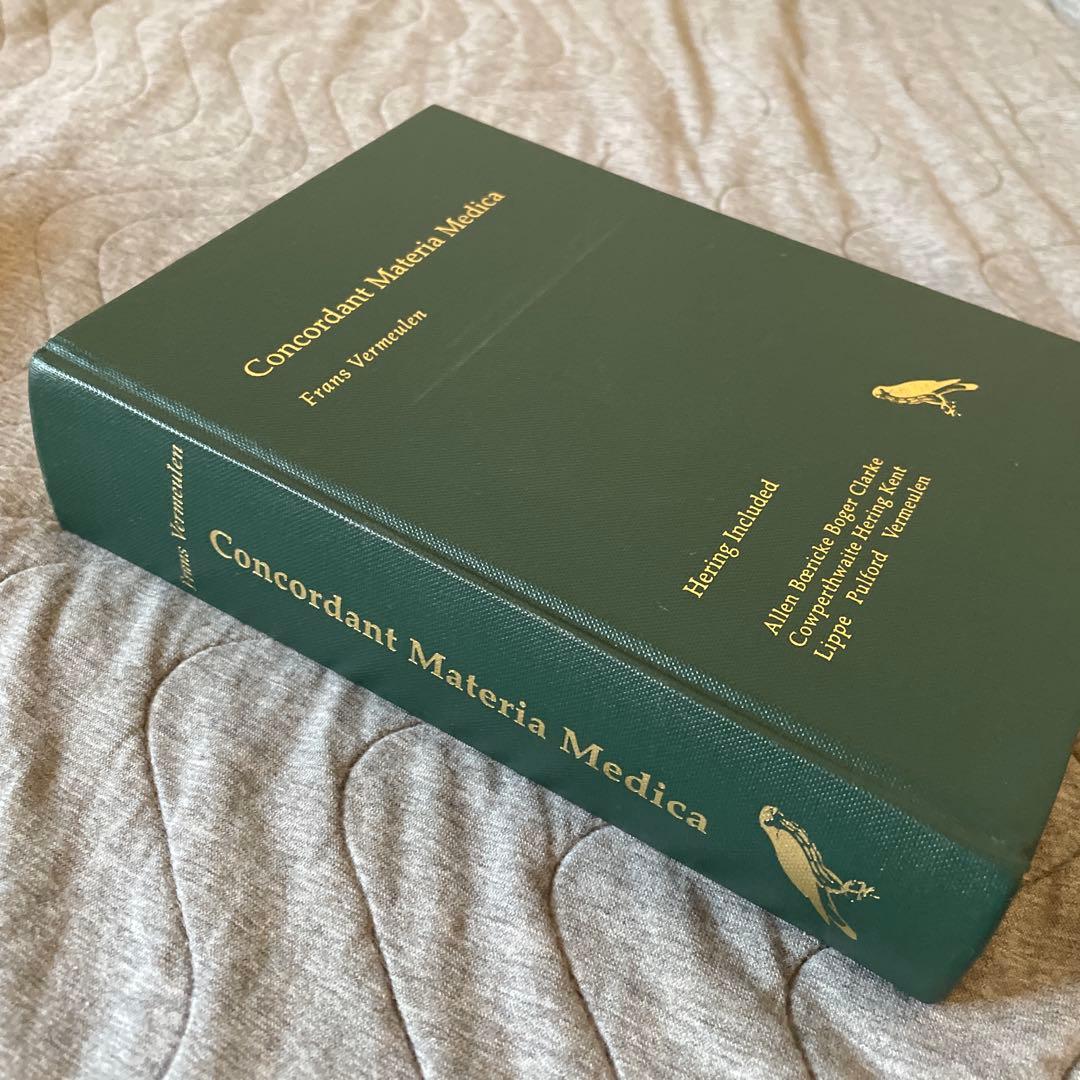 Concordant Materia Medica
Frans Vermeulen
Hering Included
Allen Bœricke Boger Clarke
Cowperthwaite Hering Kent
Lippe Pulford Vermeulen
Frans Vermeulen
Concordant Materia Medica